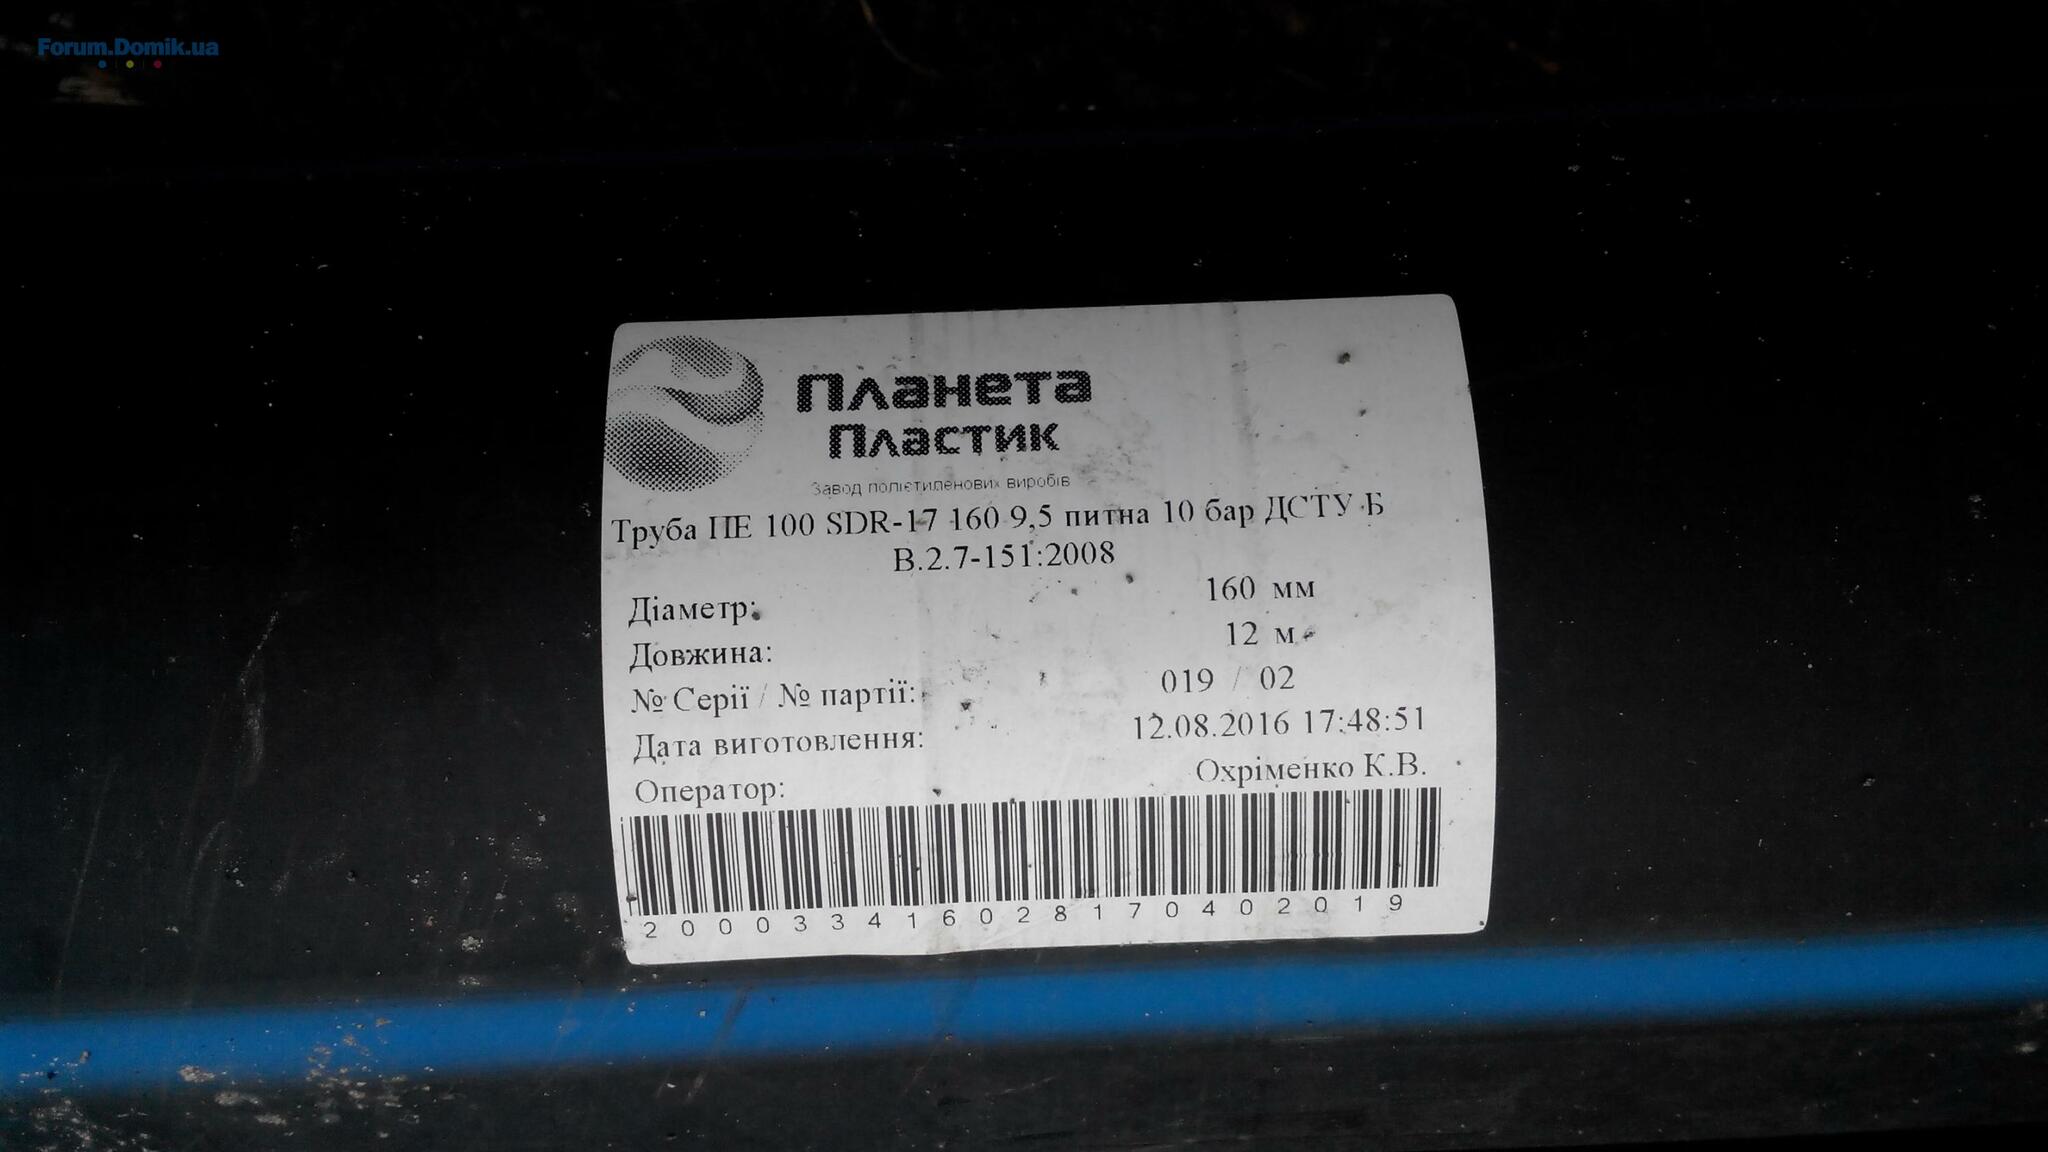 Forum.Domik.ua
Планета
Пластик
Завод поліетиленових виробів
Труба ПЕ 100 SDR-17 160 9,5 питна 10 бар ДСТУ Б
В.2.7-151:2008
Діаметр: 160 мм
Довжина: 12 м
№ Серії / № партії: 019 / 02
Дата виготовлення: 12.08.2016 17:48:51
Оператор: Охріменко К.В.
200033416028170402019